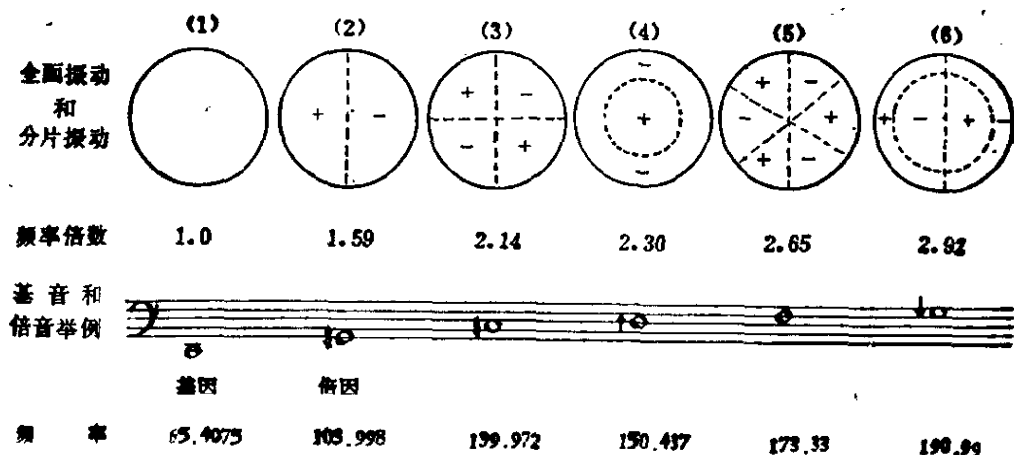 (1) (2) (3) (4) (5) (6)
全面振动
和
分片振动
+ -
+ -
- +
-
+
-
+ -
- +
+ -
+ - + -
频率倍数 1.0 1.59 2.14 2.30 2.65 2.92
基音和
倍音举例
基因 倍因
频率 65.4075 103.998 139.972 150.437 173.33 190.99